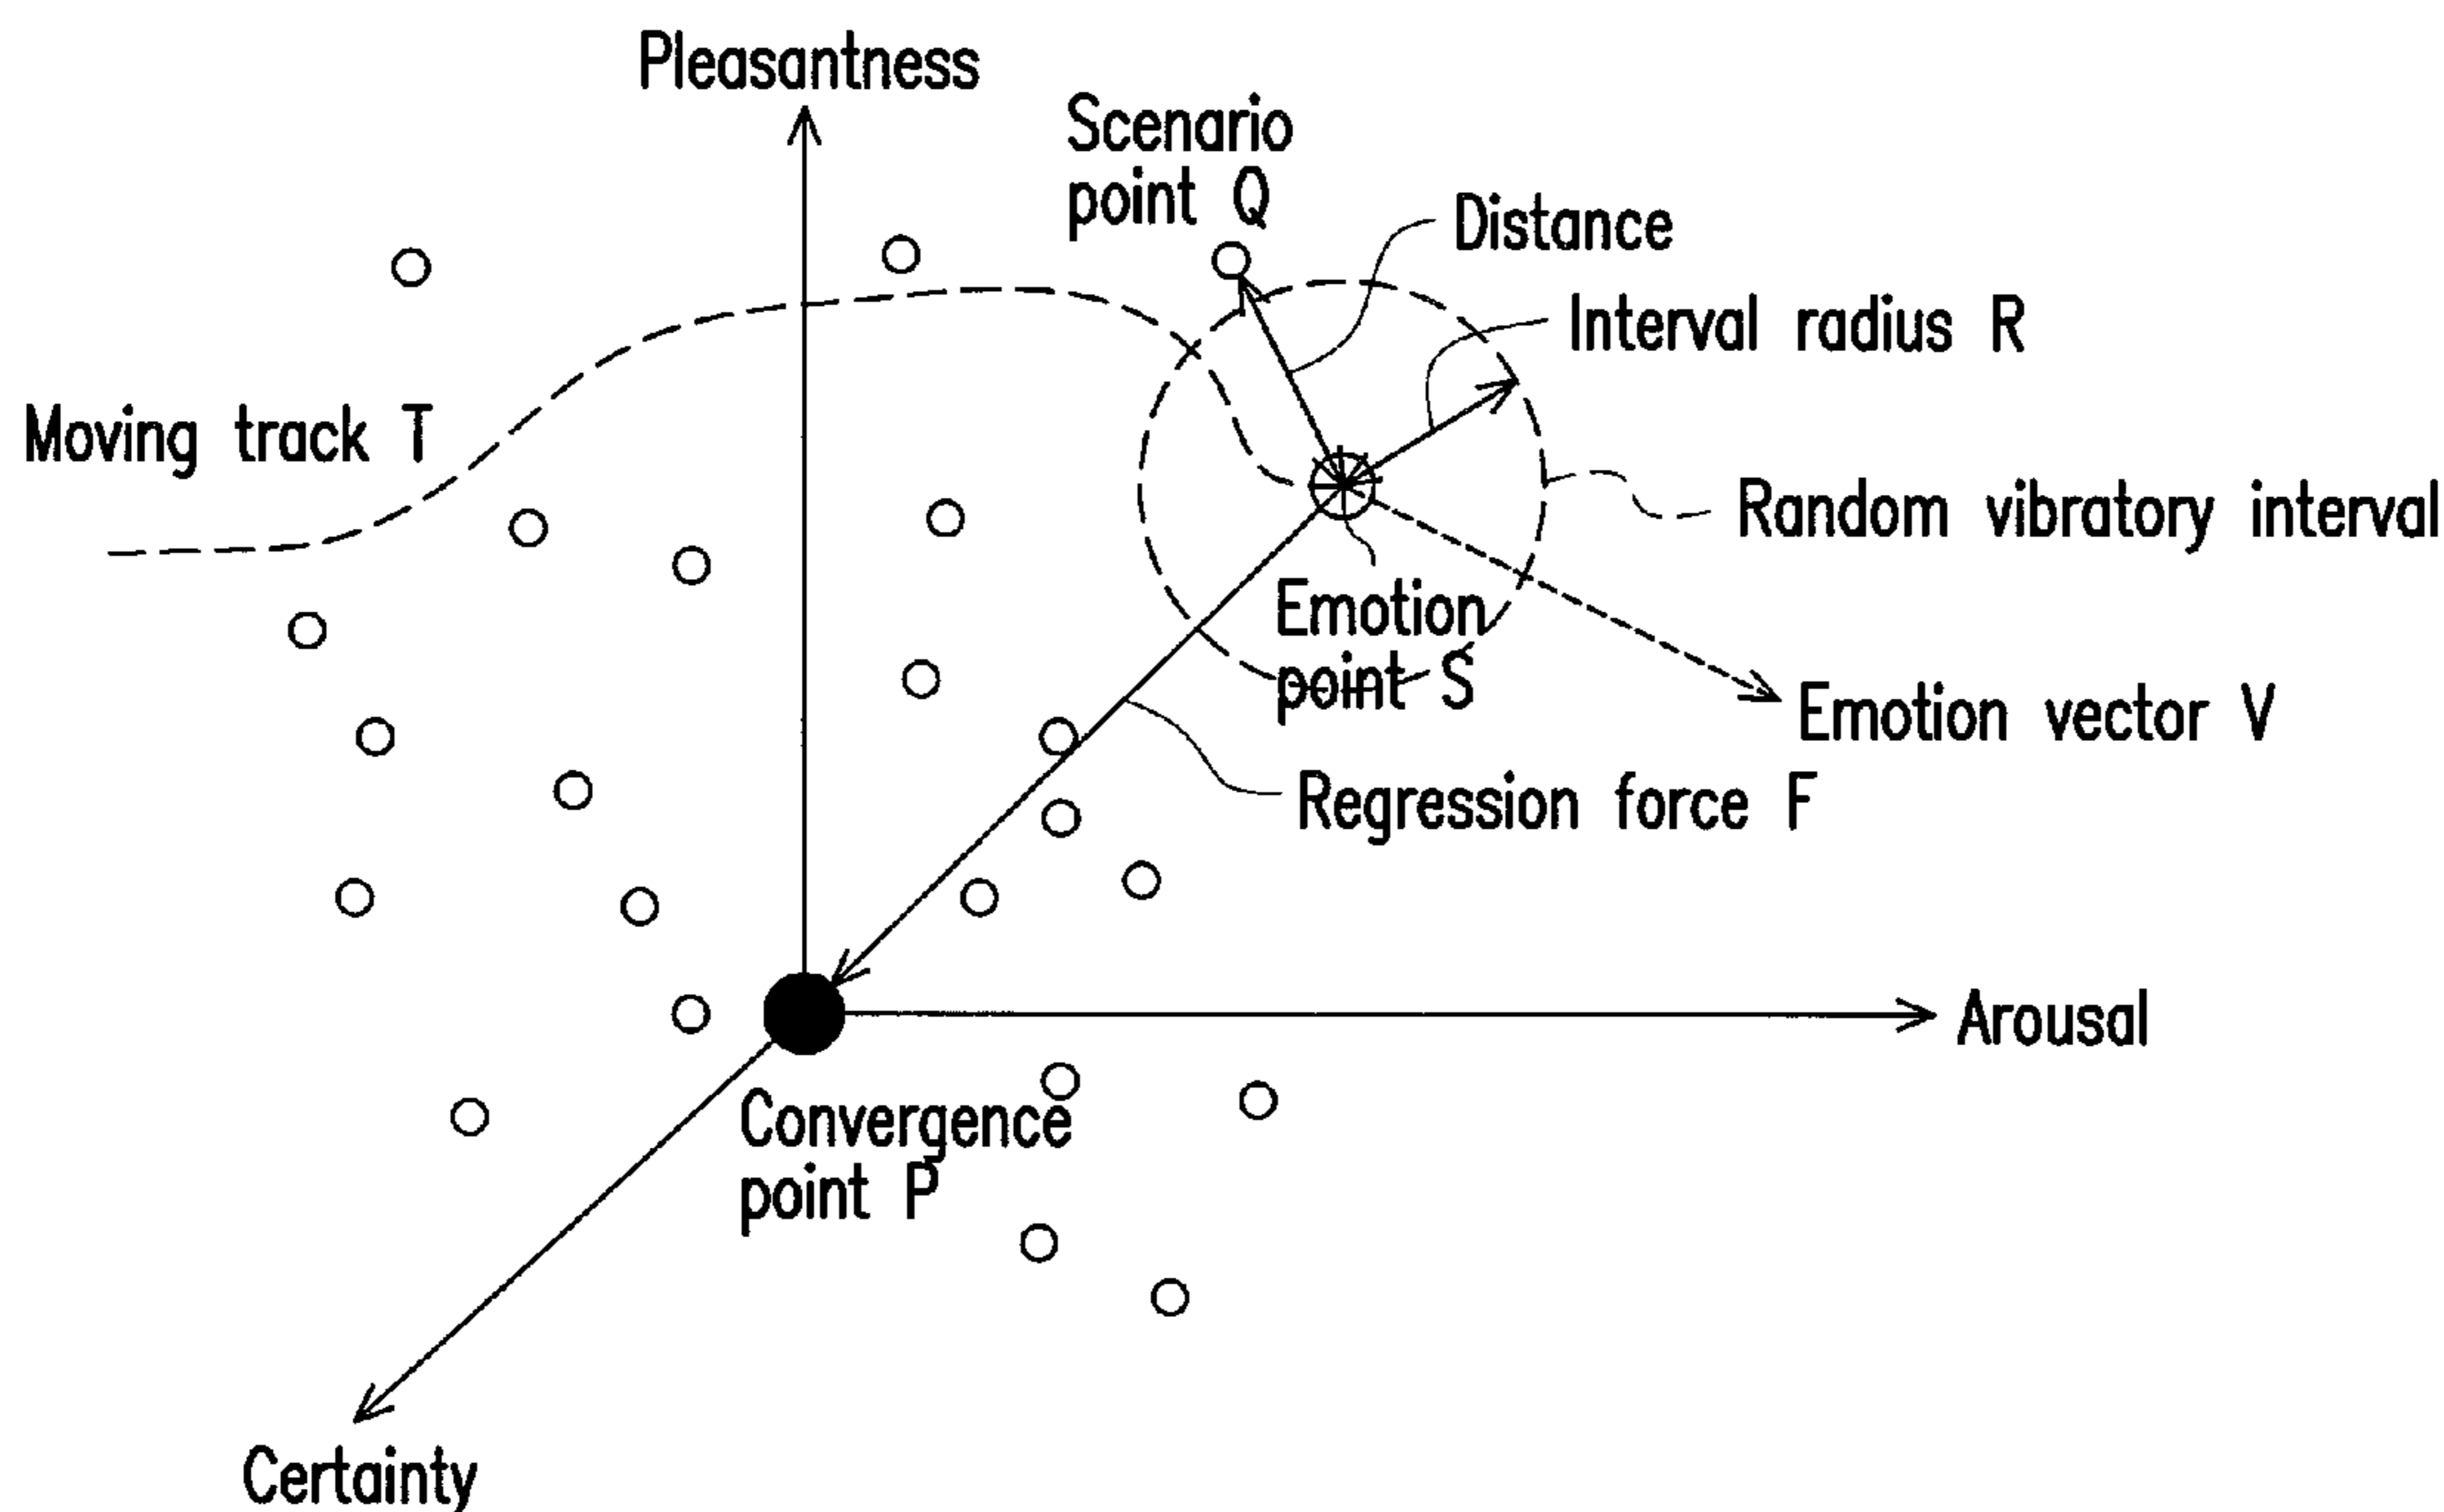 Pleasantness
Scenario
point Q
Distance
Interval radius R
Moving track T
Random vibratory interval
Emotion
point S
Emotion vector V
Regression force F
Arousal
Convergence
point P
Certainty